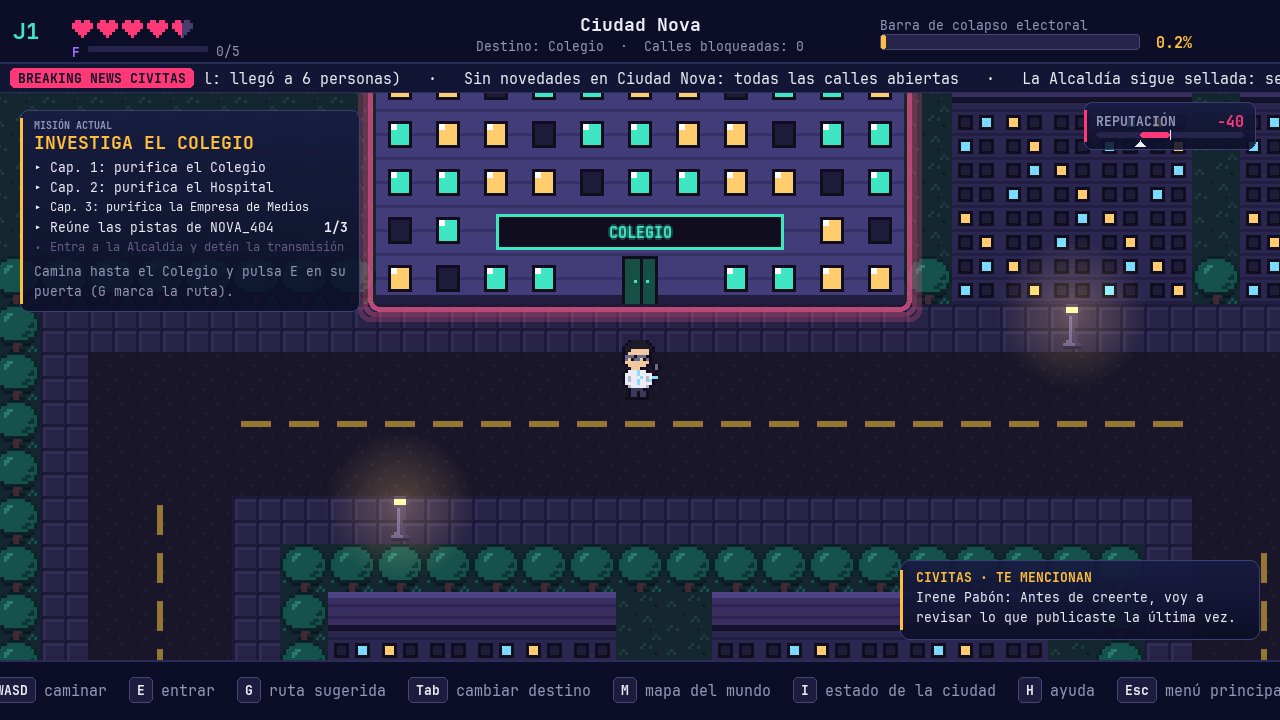 J1
F
0/5
Ciudad Nova
Destino: Colegio · Calles bloqueadas: 0
Barra de colapso electoral
0.2%
BREAKING NEWS CIVITAS
l: llegó a 6 personas) · Sin novedades en Ciudad Nova: todas las calles abiertas · La Alcaldía sigue sellada: se
MISIÓN ACTUAL
INVESTIGA EL COLEGIO
▸ Cap. 1: purifica el Colegio
▸ Cap. 2: purifica el Hospital
▸ Cap. 3: purifica la Empresa de Medios
▸ Reúne las pistas de NOVA_404 1/3
· Entra a la Alcaldía y detén la transmisión
Camina hasta el Colegio y pulsa E en su
puerta (G marca la ruta).
REPUTACIÓN -40
COLEGIO
CIVITAS · TE MENCIONAN
Irene Pabón: Antes de creerte, voy a
revisar lo que publicaste la última vez.
WASD caminar E entrar G ruta sugerida Tab cambiar destino M mapa del mundo I estado de la ciudad H ayuda Esc menú principa